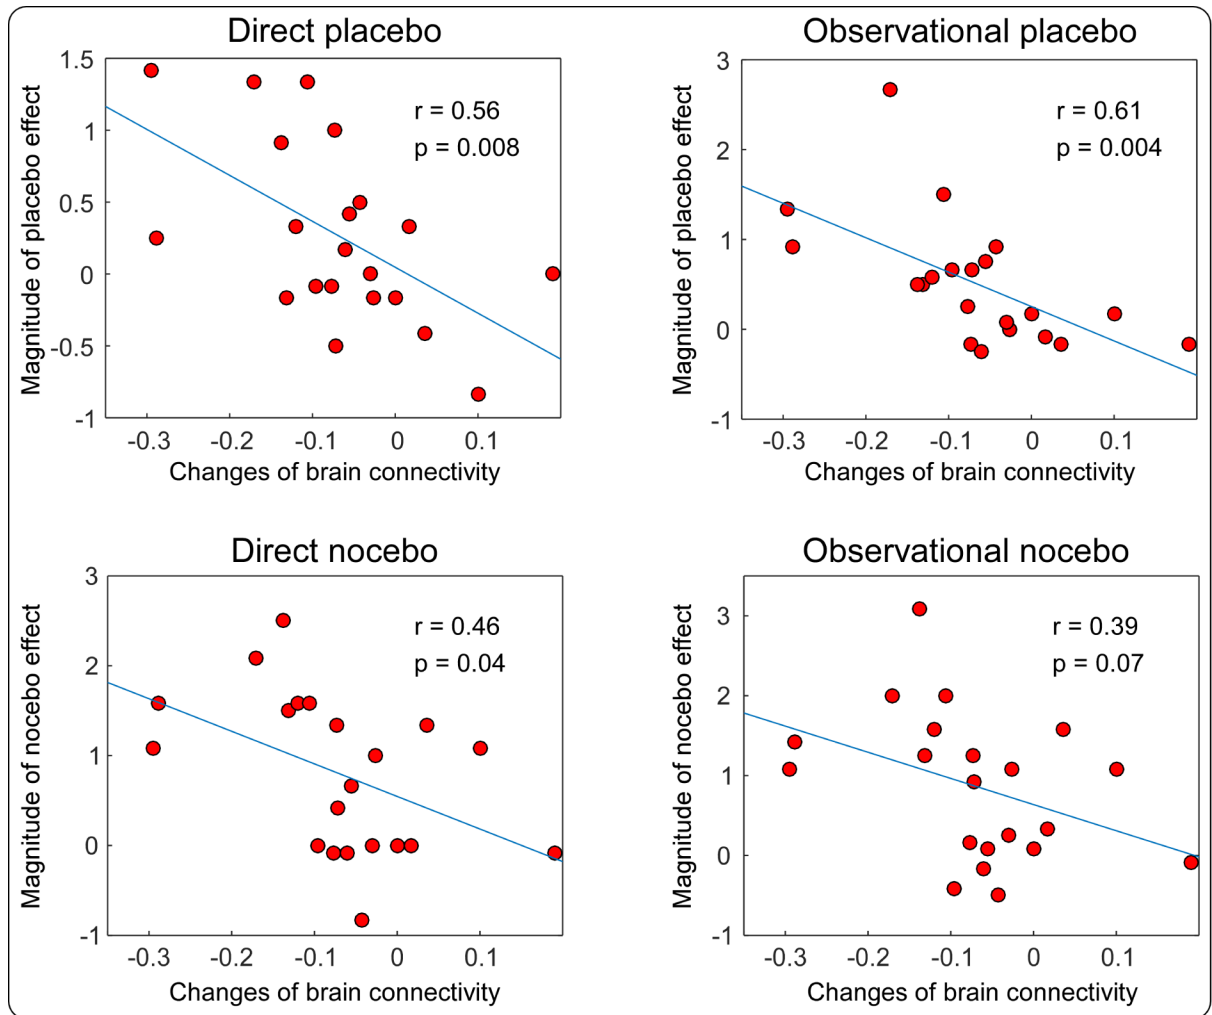 Direct placebo
Magnitude of placebo effect
1.5
1
0.5
0
-0.5
-1
r = 0.56
p = 0.008
-0.3 -0.2 -0.1 0 0.1
Changes of brain connectivity
Observational placebo
Magnitude of placebo effect
3
2
1
0
-1
r = 0.61
p = 0.004
-0.3 -0.2 -0.1 0 0.1
Changes of brain connectivity
Direct nocebo
Magnitude of nocebo effect
3
2
1
0
-1
r = 0.46
p = 0.04
-0.3 -0.2 -0.1 0 0.1
Changes of brain connectivity
Observational nocebo
Magnitude of nocebo effect
3
2
1
0
-1
r = 0.39
p = 0.07
-0.3 -0.2 -0.1 0 0.1
Changes of brain connectivity